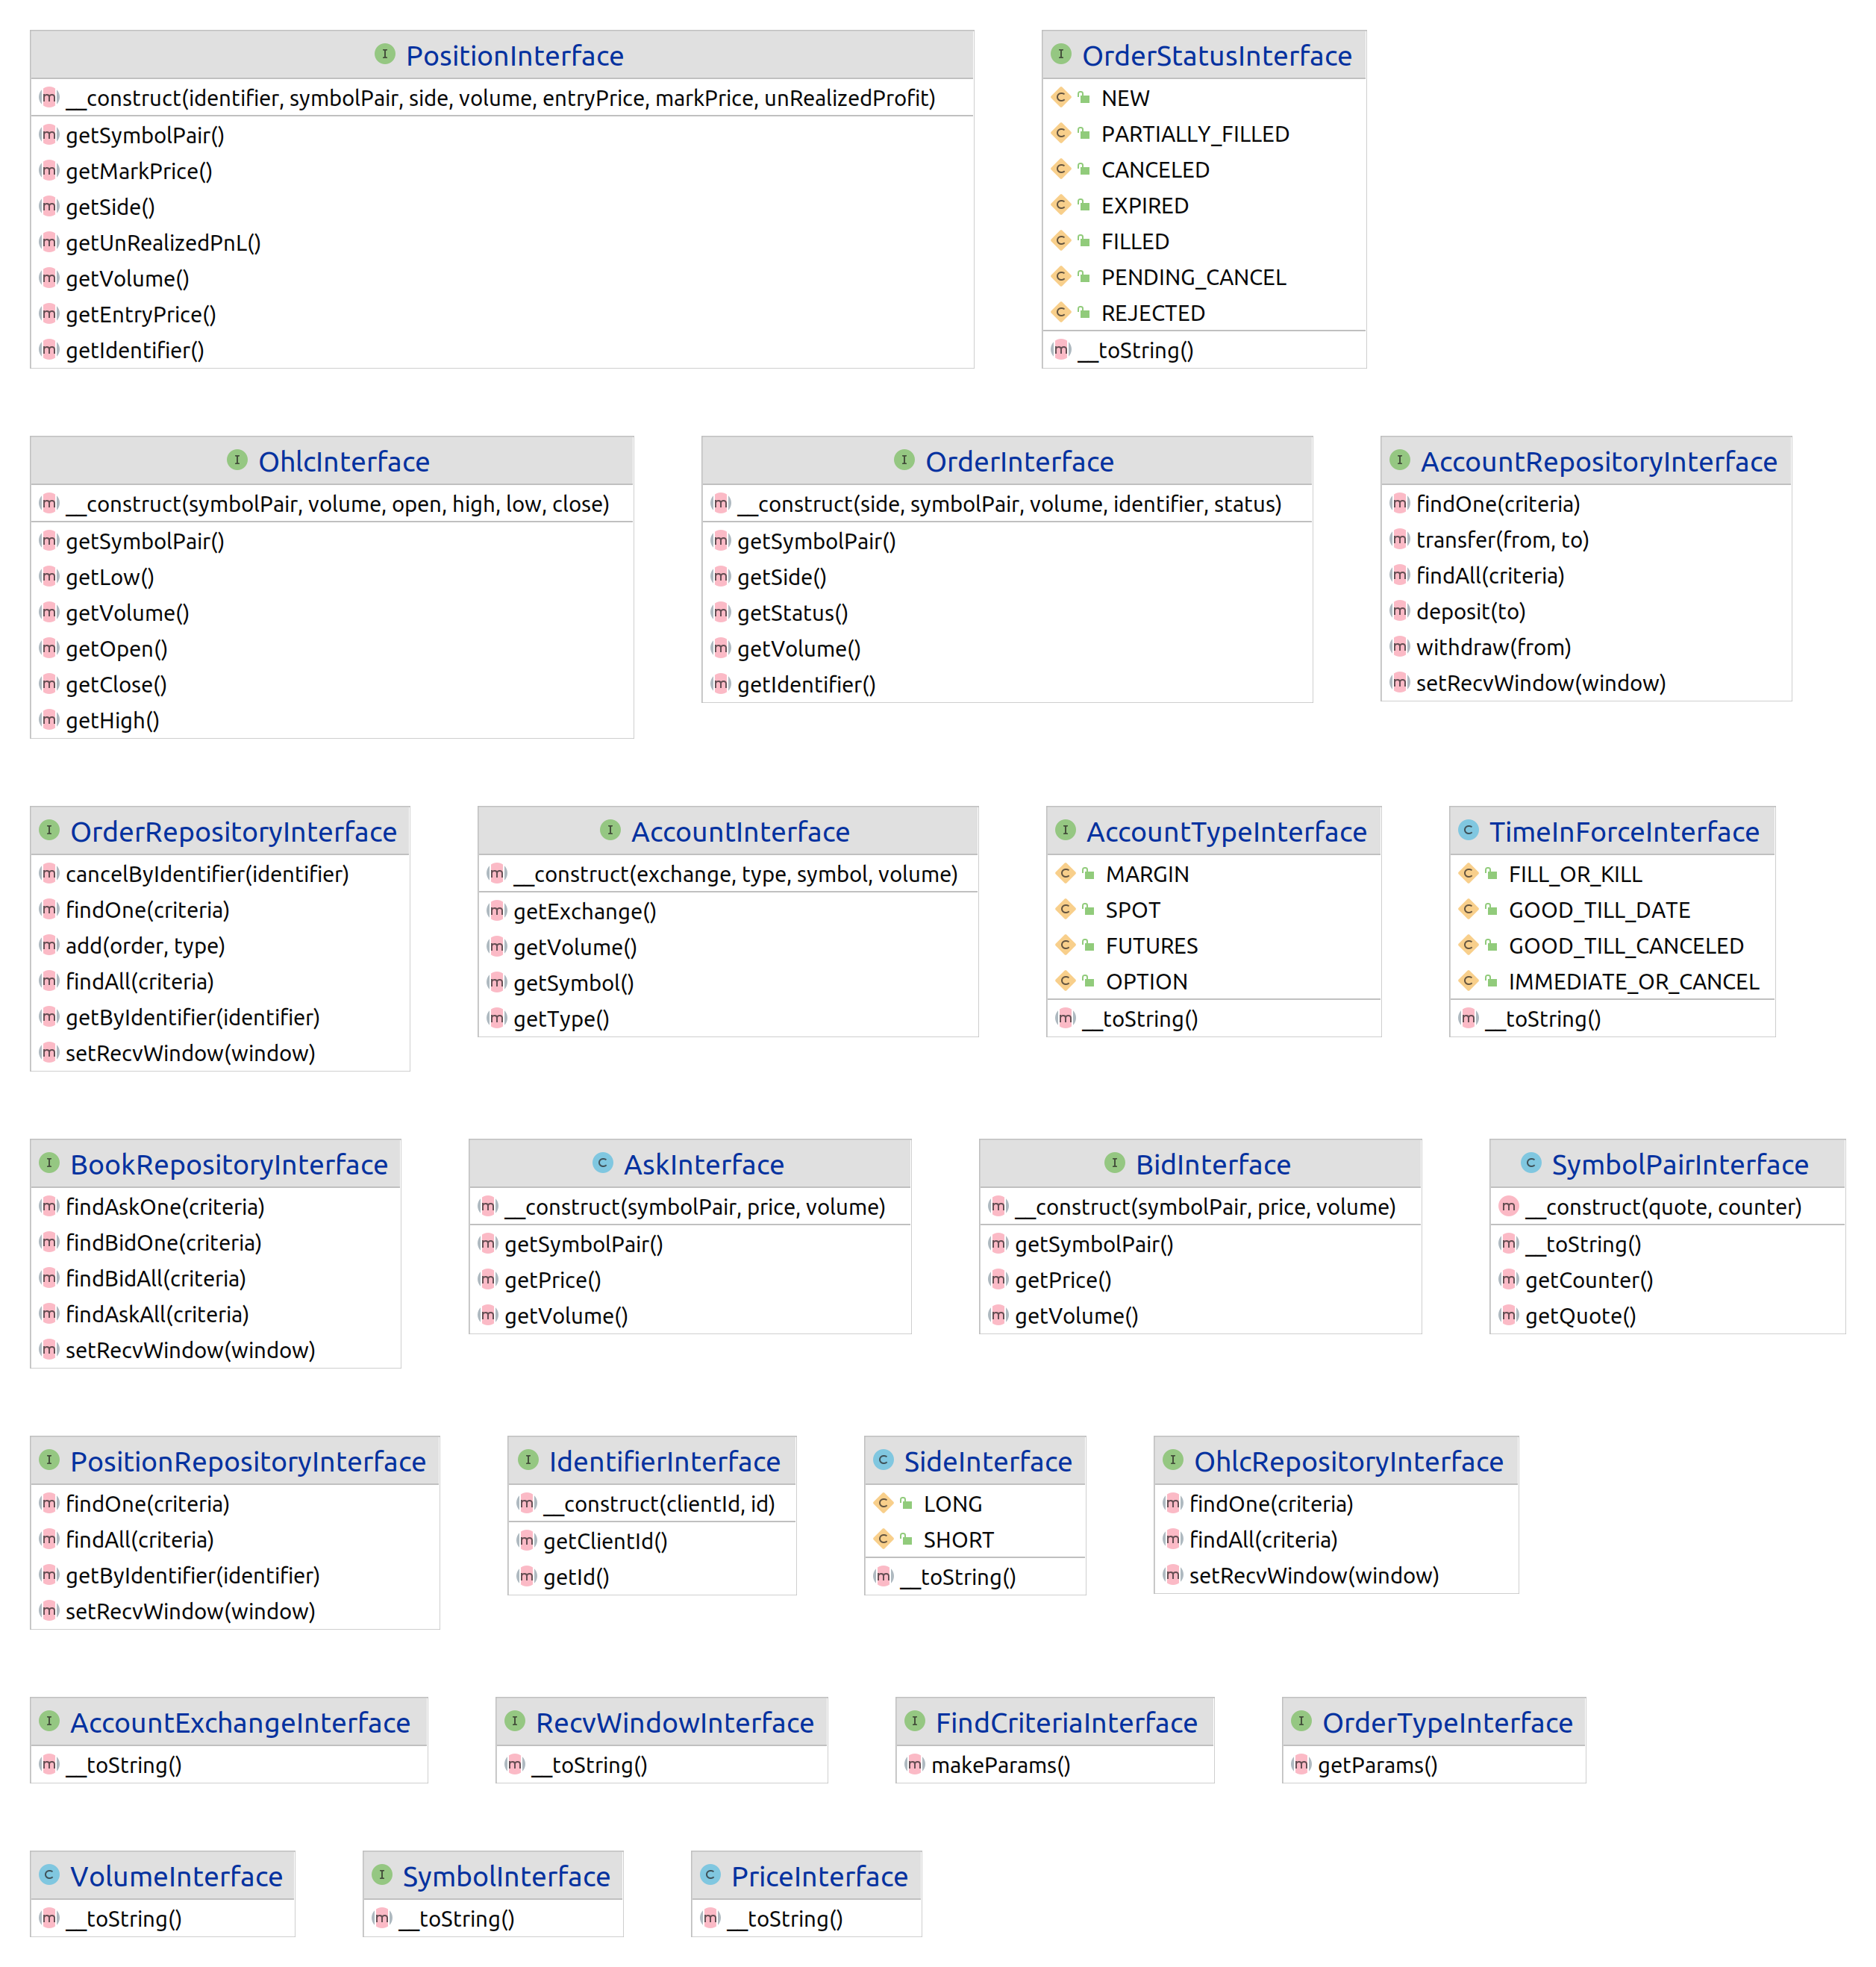 PositionInterface
__construct(identifier, symbolPair, side, volume, entryPrice, markPrice, unRealizedProfit)
getSymbolPair()
getMarkPrice()
getSide()
getUnRealizedPnL()
getVolume()
getEntryPrice()
getIdentifier()
OrderStatusInterface
NEW
PARTIALLY_FILLED
CANCELED
EXPIRED
FILLED
PENDING_CANCEL
REJECTED
__toString()
OhlcInterface
__construct(symbolPair, volume, open, high, low, close)
getSymbolPair()
getLow()
getVolume()
getOpen()
getClose()
getHigh()
OrderInterface
__construct(side, symbolPair, volume, identifier, status)
getSymbolPair()
getSide()
getStatus()
getVolume()
getIdentifier()
AccountRepositoryInterface
findOne(criteria)
transfer(from, to)
findAll(criteria)
deposit(to)
withdraw(from)
setRecvWindow(window)
OrderRepositoryInterface
cancelByIdentifier(identifier)
findOne(criteria)
add(order, type)
findAll(criteria)
getByIdentifier(identifier)
setRecvWindow(window)
AccountInterface
__construct(exchange, type, symbol, volume)
getExchange()
getVolume()
getSymbol()
getType()
AccountTypeInterface
MARGIN
SPOT
FUTURES
OPTION
__toString()
TimeInForceInterface
FILL_OR_KILL
GOOD_TILL_DATE
GOOD_TILL_CANCELED
IMMEDIATE_OR_CANCEL
__toString()
BookRepositoryInterface
findAskOne(criteria)
findBidOne(criteria)
findBidAll(criteria)
findAskAll(criteria)
setRecvWindow(window)
AskInterface
__construct(symbolPair, price, volume)
getSymbolPair()
getPrice()
getVolume()
BidInterface
__construct(symbolPair, price, volume)
getSymbolPair()
getPrice()
getVolume()
SymbolPairInterface
__construct(quote, counter)
__toString()
getCounter()
getQuote()
PositionRepositoryInterface
findOne(criteria)
findAll(criteria)
getByIdentifier(identifier)
setRecvWindow(window)
IdentifierInterface
__construct(clientId, id)
getClientId()
getId()
SideInterface
LONG
SHORT
__toString()
OhlcRepositoryInterface
findOne(criteria)
findAll(criteria)
setRecvWindow(window)
AccountExchangeInterface
__toString()
RecvWindowInterface
__toString()
FindCriteriaInterface
makeParams()
OrderTypeInterface
getParams()
VolumeInterface
__toString()
SymbolInterface
__toString()
PriceInterface
__toString()